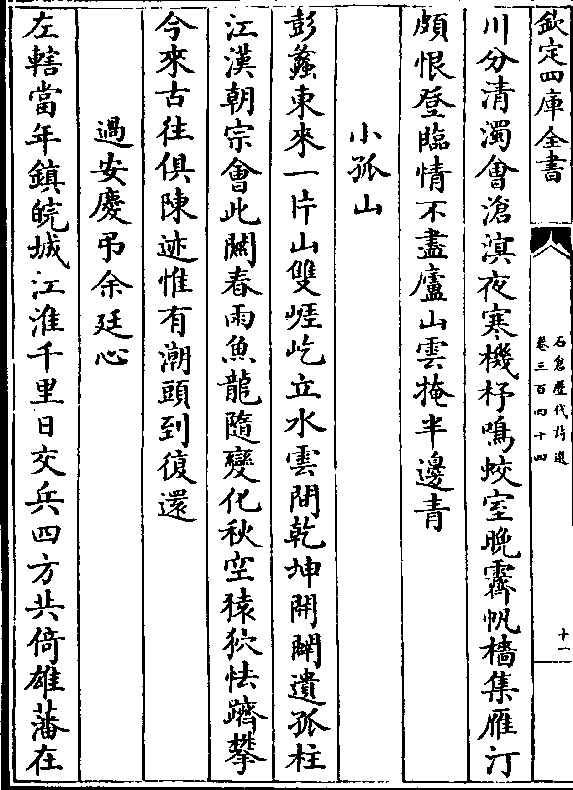 欽定四庫全書
石倉歷代詩選
卷三百四十四
十一
川分清濁會滄溟夜寒機杼鳴蛟室晚霽帆檣集雁汀
頗恨登臨情不盡廬山雲掩半邊青
小孤山
彭蠡東來一片山雙崖屹立水雲間乾坤開闢遺孤柱
江漢朝宗會此關春雨魚龍隨變化秋空猿狖怯躋攀
今來古往俱陳迹惟有潮頭到復還
過安慶弔余廷心
左轄當年鎮皖城江淮千里日交兵四方共倚雄藩在